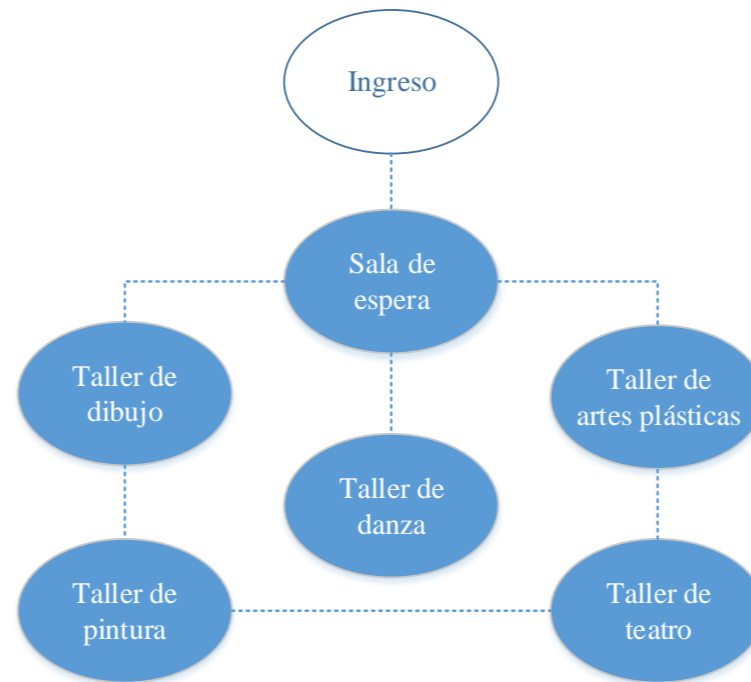 Ingreso
Sala de
espera
Taller de
dibujo
Taller de
artes plásticas
Taller de
danza
Taller de
pintura
Taller de
teatro